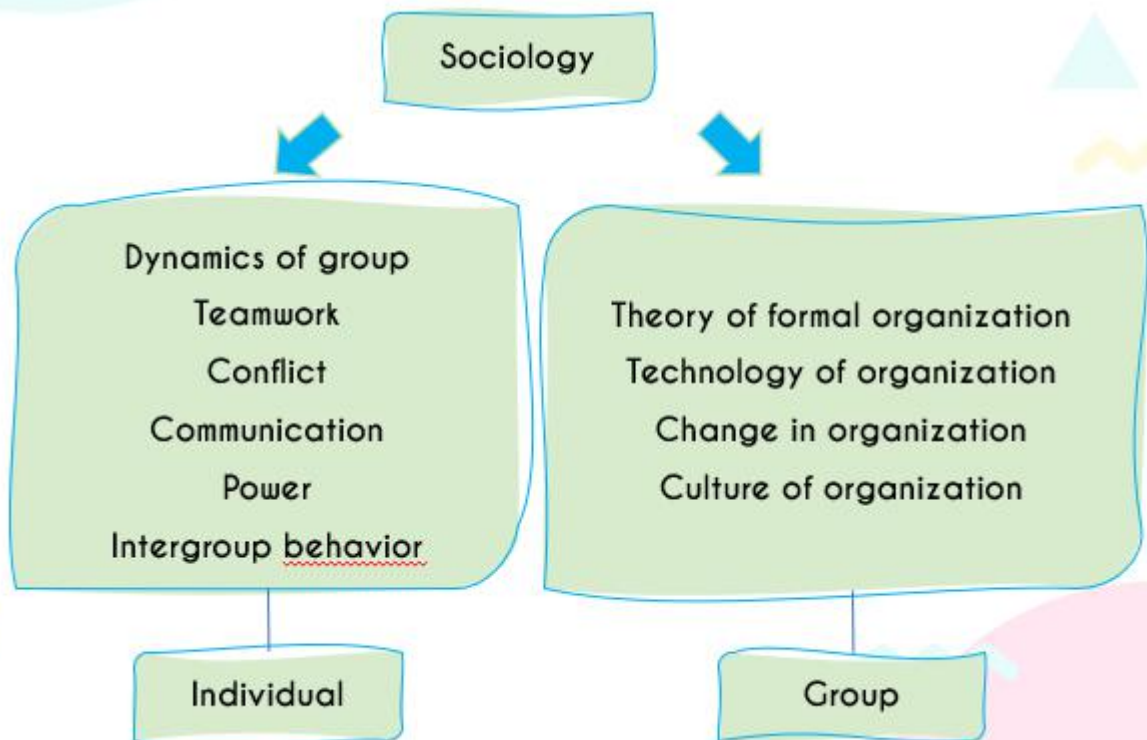 Sociology
Dynamics of group
Teamwork
Conflict
Communication
Power
Intergroup behavior
Theory of formal organization
Technology of organization
Change in organization
Culture of organization
Individual
Group